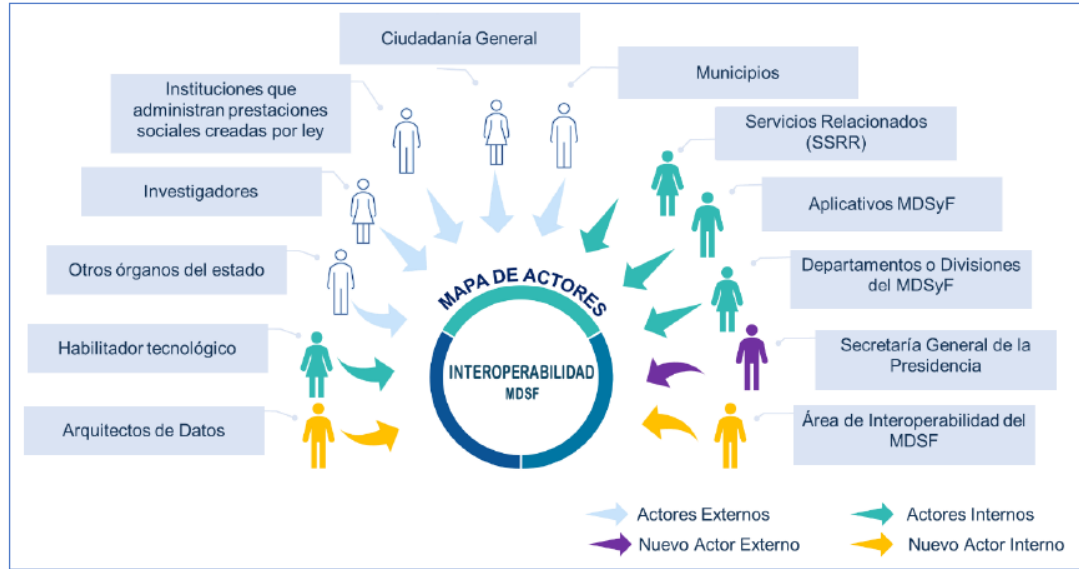 Ciudadanía General
Municipios
Instituciones que
administran prestaciones
sociales creadas por ley
Servicios Relacionados
(SSRR)
Investigadores
Aplicativos MDSyF
Otros órganos del estado
Departamentos o Divisiones
del MDSyF
MAPA DE ACTORES
Habilitador tecnológico
Secretaría General de la
Presidencia
INTEROPERABILIDAD
MDSF
Arquitectos de Datos
Área de Interoperabilidad del
MDSF
Actores Externos
Actores Internos
Nuevo Actor Externo
Nuevo Actor Interno